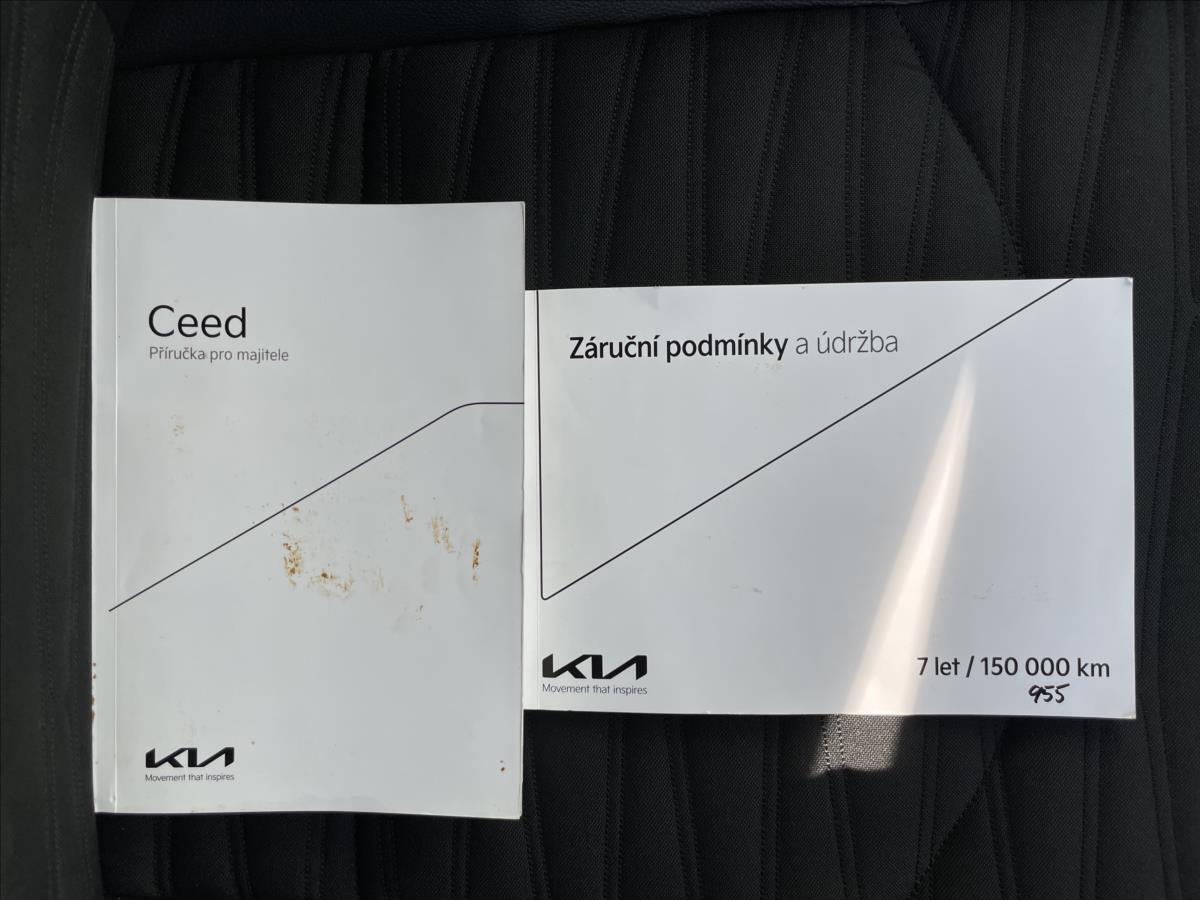 Ceed
Příručka pro majitele
KIA
Movement that inspires
Záruční podmínky a údržba
KIA
Movement that inspires
7 let / 150 000 km
955